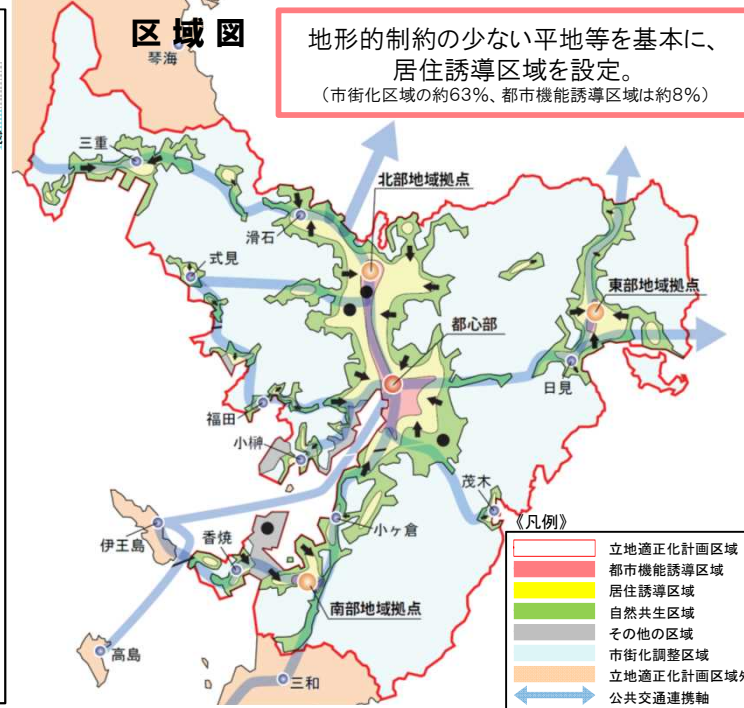 区域図
地形的制約の少ない平地等を基本に、
居住誘導区域を設定。
(市街化区域の約63%、都市機能誘導区域は約8%)
琴海
三重
北部地域拠点
滑石
式見
東部地域拠点
都心部
日見
福田
小榊
茂木
伊王島
香焼
小ヶ倉
南部地域拠点
高島
三和
《凡例》
立地適正化計画区域
都市機能誘導区域
居住誘導区域
自然共生区域
その他の区域
市街化調整区域
立地適正化計画区域外
公共交通連携軸